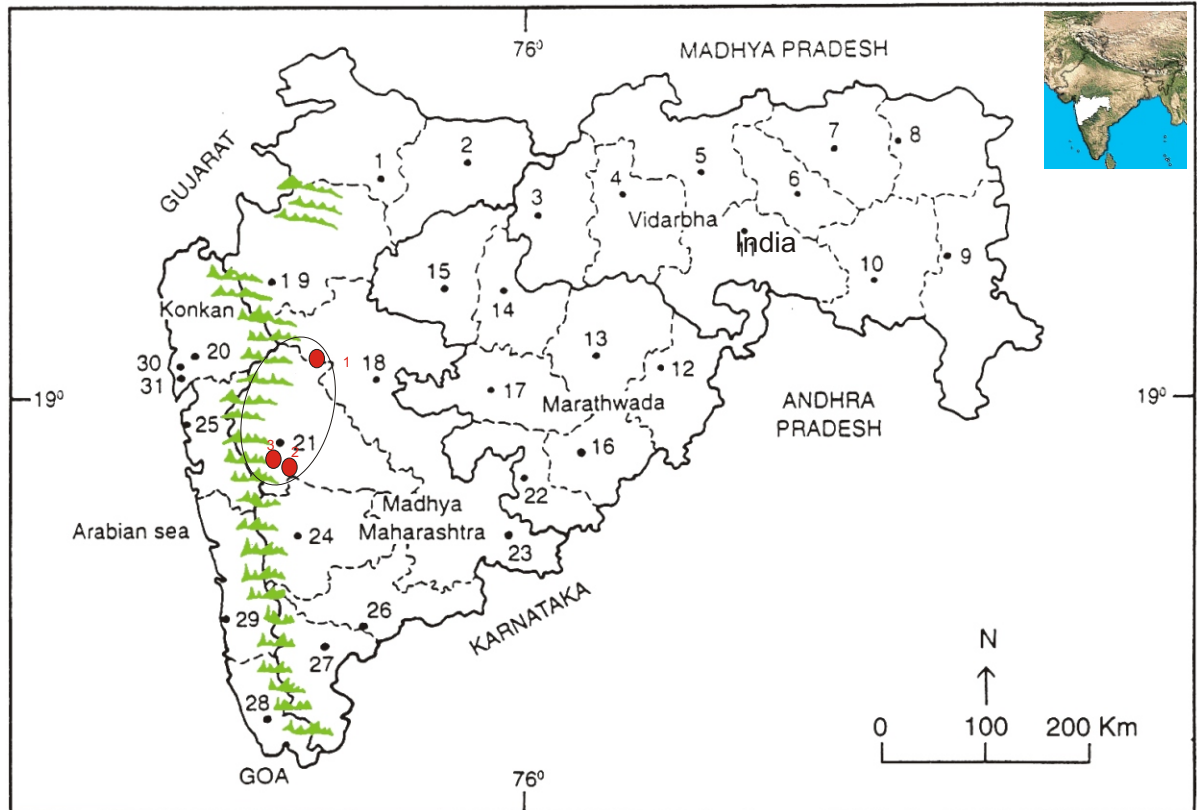 76⁰
MADHYA PRADESH
GUJARAT
1
2
3
4
5
6
7
8
Vidarbha
India
9
10
15
14
19
Konkan
13
20
30
31
1
18
12
17
19⁰
Marathwada
19⁰
ANDHRA
PRADESH
25
21
3
2
16
22
Madhya
Maharashtra
Arabian sea
24
23
29
26
KARNATAKA
27
28
N
0 100 200 Km
GOA
76⁰